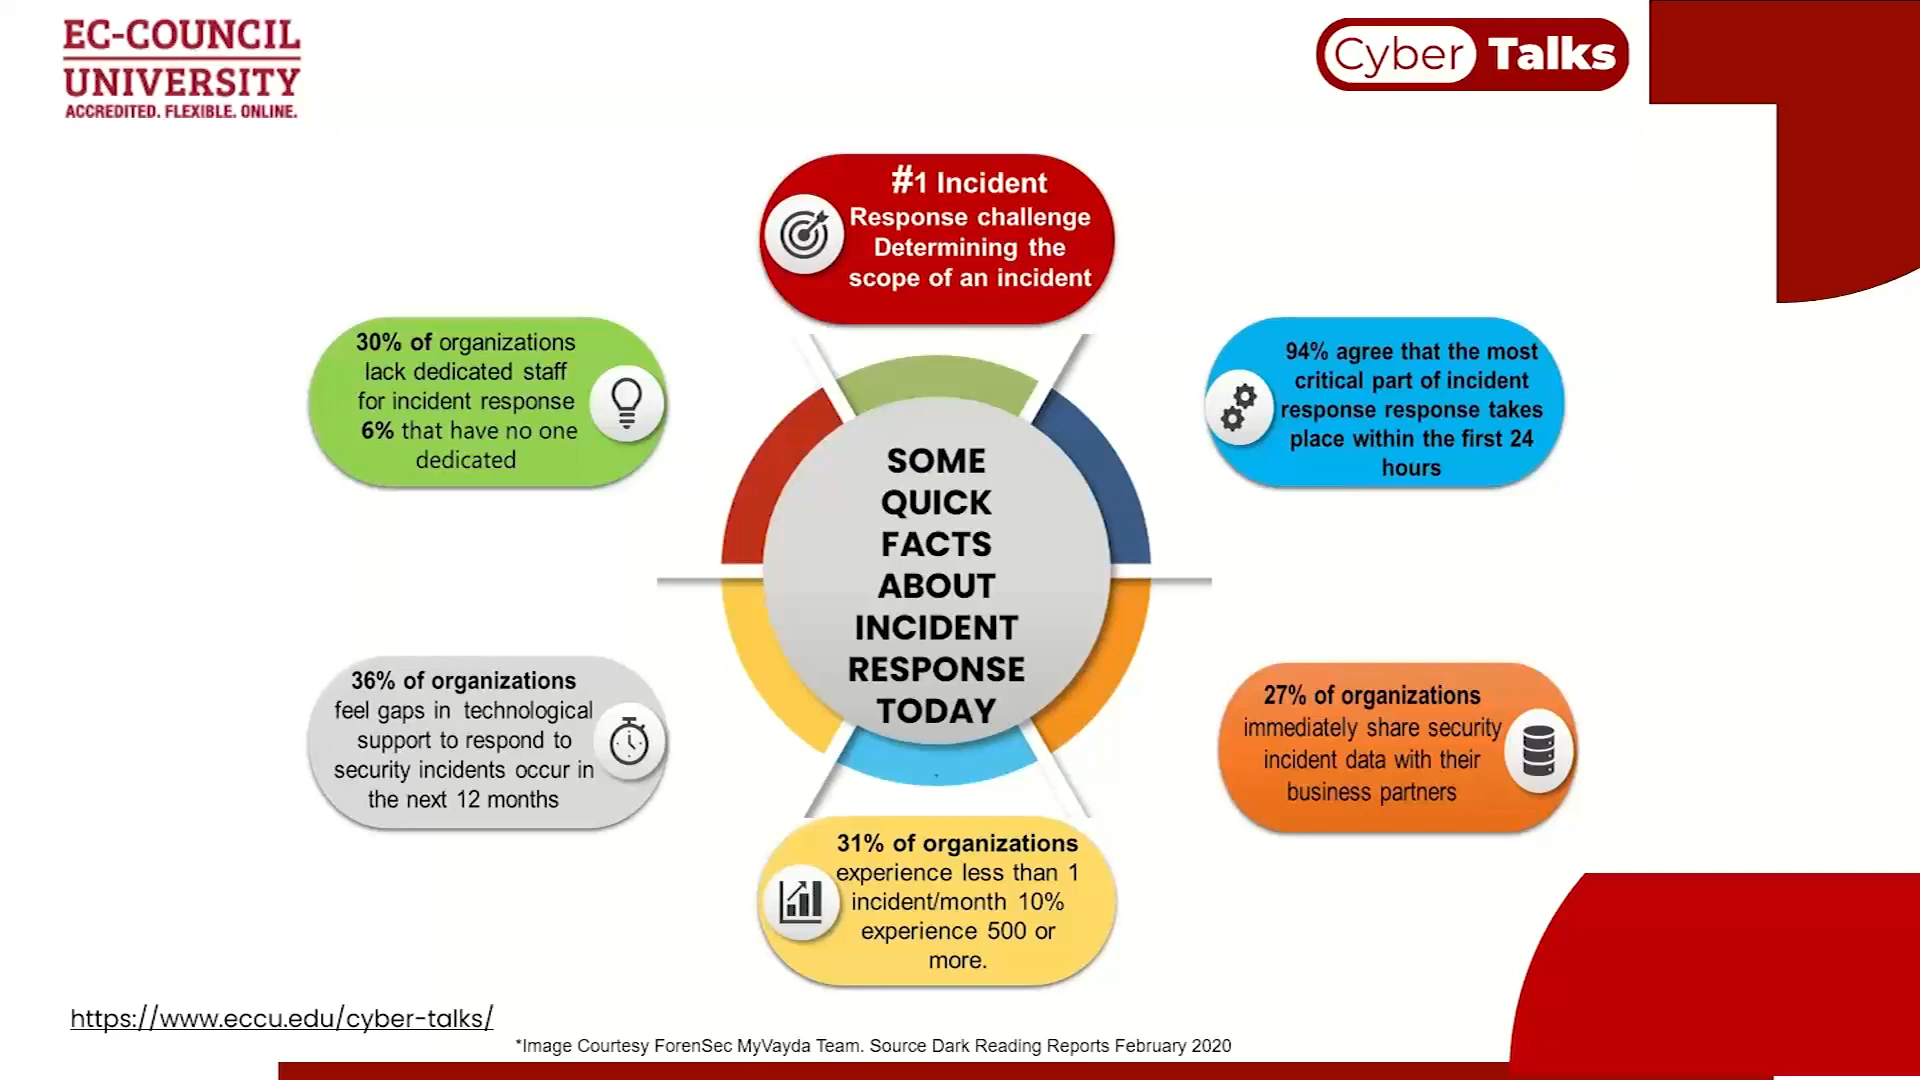 EC-COUNCIL
UNIVERSITY
ACCREDITED. FLEXIBLE. ONLINE.
Cyber Talks
#1 Incident
Response challenge
Determining the
scope of an incident
30% of organizations
lack dedicated staff
for incident response
6% that have no one
dedicated
94% agree that the most
critical part of incident
response response takes
place within the first 24
hours
SOME
QUICK
FACTS
ABOUT
INCIDENT
RESPONSE
TODAY
36% of organizations
feel gaps in technological
support to respond to
security incidents occur in
the next 12 months
27% of organizations
immediately share security
incident data with their
business partners
31% of organizations
experience less than 1
incident/month 10%
experience 500 or
more.
https://www.eccu.edu/cyber-talks/
*Image Courtesy ForenSec MyVayda Team. Source Dark Reading Reports February 2020